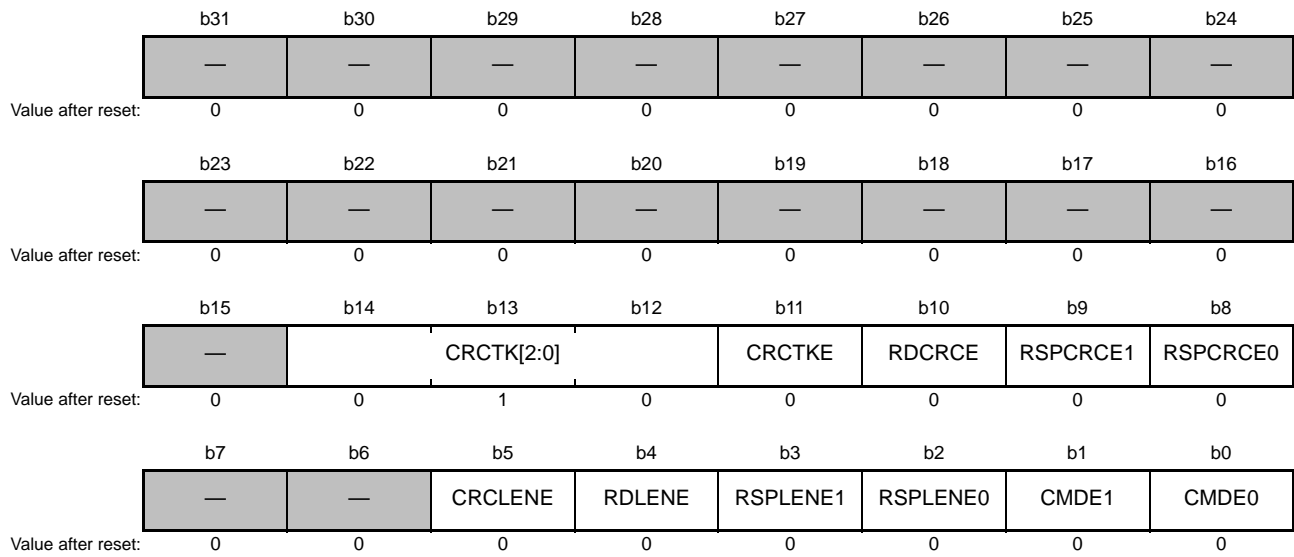 b31 b30 b29 b28 b27 b26 b25 b24
— — — — — — — —
Value after reset: 0 0 0 0 0 0 0 0
b23 b22 b21 b20 b19 b18 b17 b16
— — — — — — — —
Value after reset: 0 0 0 0 0 0 0 0
b15 b14 b13 b12 b11 b10 b9 b8
— CRCTK[2:0] CRCTKE RDCRCE RSPCRCE1 RSPCRCE0
Value after reset: 0 0 1 0 0 0 0 0
b7 b6 b5 b4 b3 b2 b1 b0
— — CRCLENE RDLENE RSPLENE1 RSPLENE0 CMDE1 CMDE0
Value after reset: 0 0 0 0 0 0 0 0